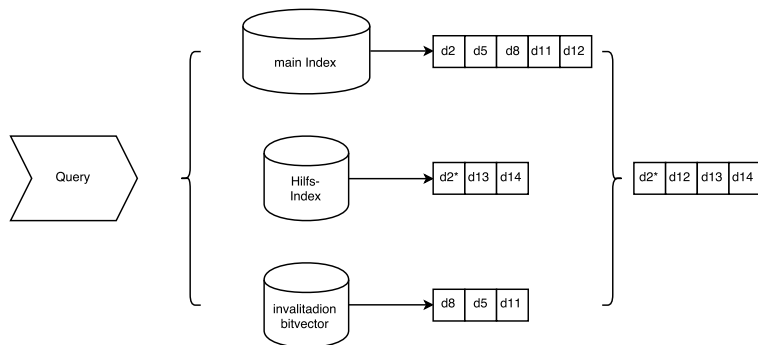 main Index
d2 d5 d8 d11 d12
Query
Hilfs-
Index
d2* d13 d14
d2* d12 d13 d14
invalitadion
bitvector
d8 d5 d11